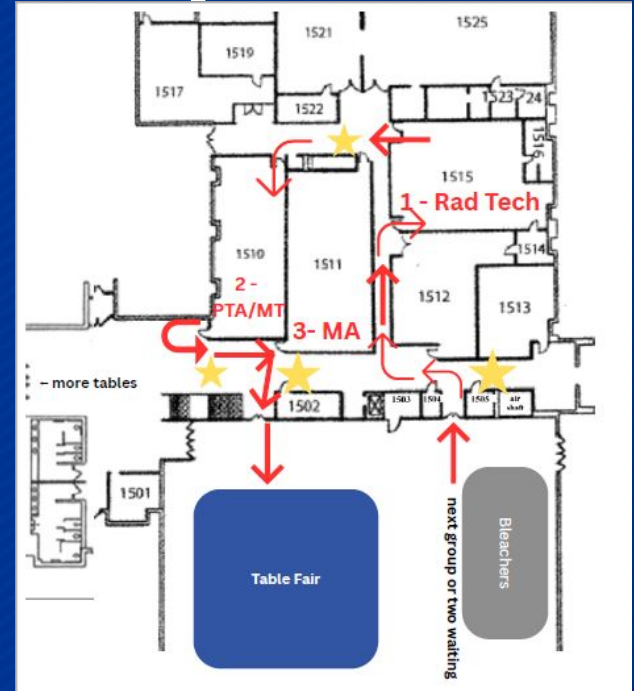 1521
1525
1519
1517
1522
1523
24
1516
1515
1 - Rad Tech
1514
1510
1511
1512
1513
2 -
PTA/MT
3- MA
←more tables
1502
1503
1504
1505
air
shaft
1501
next group or two waiting
Bleachers
Table Fair